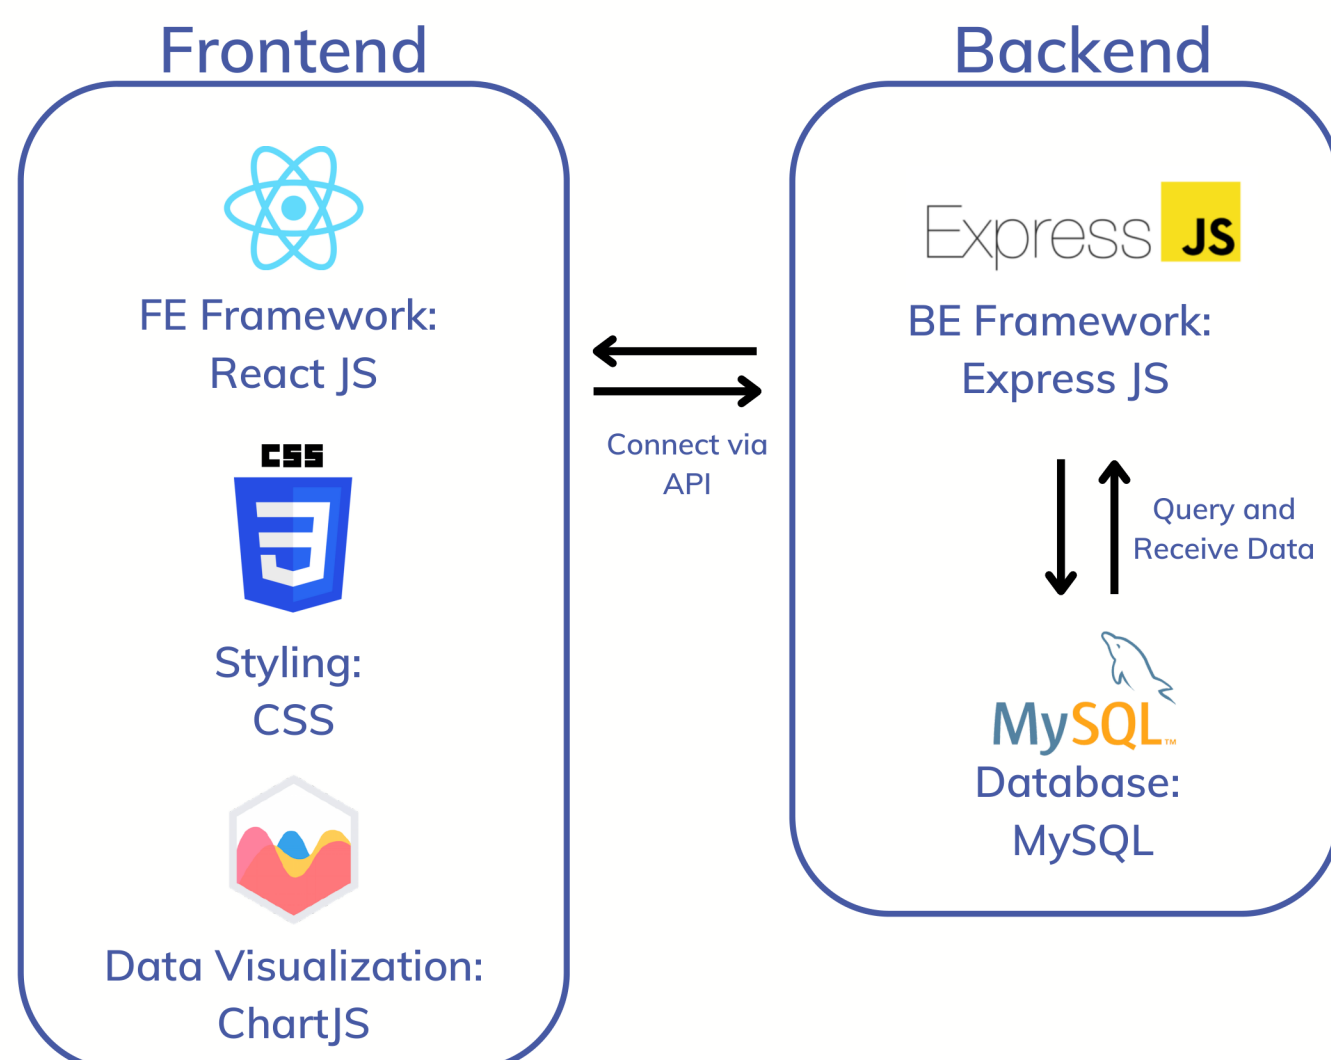 Frontend
FE Framework:
React JS
CSS
Styling:
CSS
Data Visualization:
ChartJS
Connect via
API
Backend
Express JS
BE Framework:
Express JS
Query and
Receive Data
MySQL™
Database:
MySQL